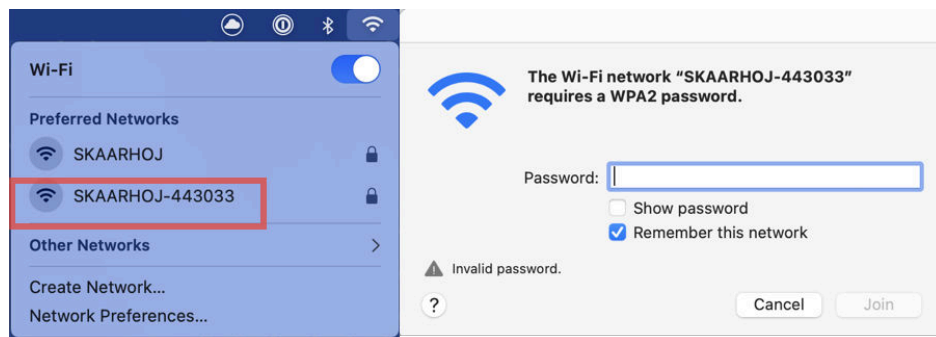 Wi-Fi
Preferred Networks
SKAARHOJ
SKAARHOJ-443033
Other Networks
Create Network...
Network Preferences...
The Wi-Fi network “SKAARHOJ-443033”
requires a WPA2 password.
Password:
Show password
Remember this network
Invalid password.
?
Cancel
Join